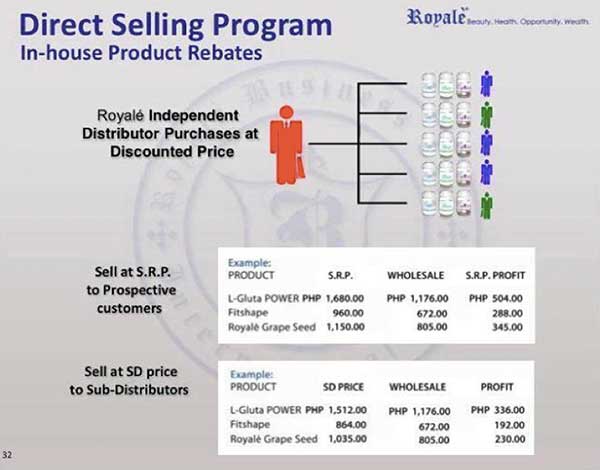 Direct Selling Program
In-house Product Rebates
Royalè Beauty. Health. Opportunity. Wealth.
Royalé Independent
Distributor Purchases at
Discounted Price
Sell at S.R.P.
to Prospective
customers
Example:
PRODUCT S.R.P. WHOLESALE S.R.P. PROFIT
L-Gluta POWER PHP 1,680.00 PHP 1,176.00 PHP 504.00
Fitshape 960.00 672.00 288.00
Royalè Grape Seed 1,150.00 805.00 345.00
Sell at SD price
to Sub-Distributors
Example:
PRODUCT SD PRICE WHOLESALE PROFIT
L-Gluta POWER PHP 1,512.00 PHP 1,176.00 PHP 336.00
Fitshape 864.00 672.00 192.00
Royalè Grape Seed 1,035.00 805.00 230.00
32